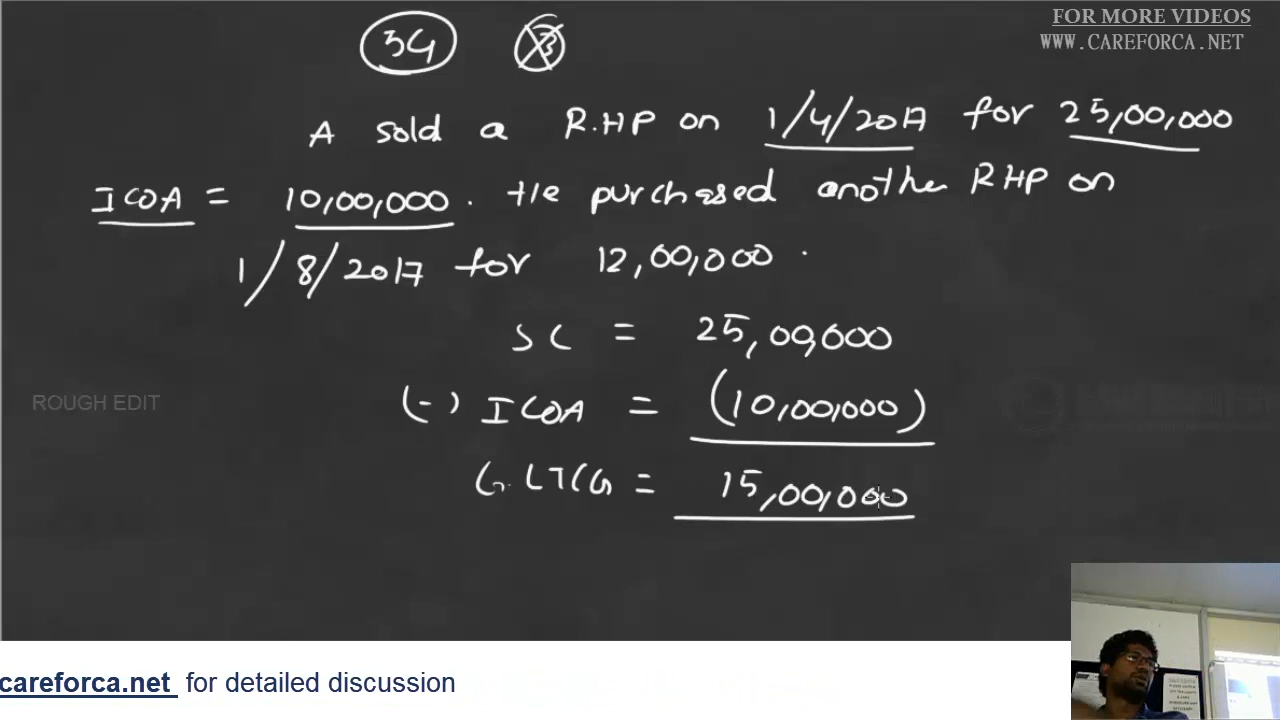 FOR MORE VIDEOS
WWW.CAREFORCA.NET
54
A sold a R.HP on 1/4/2017 for 25,00,000
ICOA = 10,00,000. He purchased another RHP on
1/8/2017 for 12,00,000.
SC = 25,00,000
(-) ICOA = (10,00,000)
G.LTCG = 15,00,000
ROUGH EDIT
careforca.net for detailed discussion